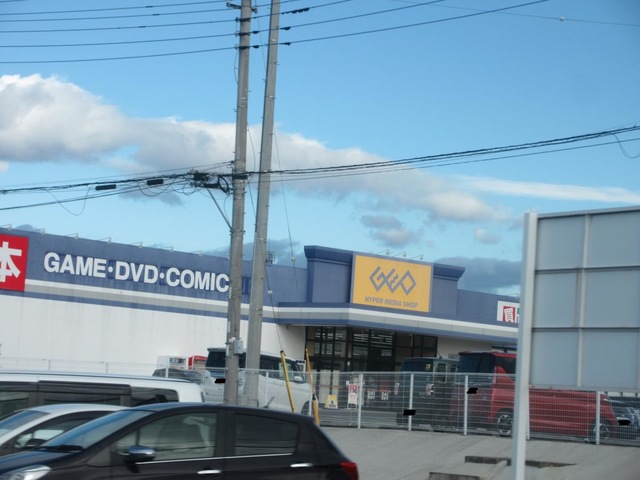 本
GAME・DVD・COMIC
GEO
HYPER MEDIA SHOP
買